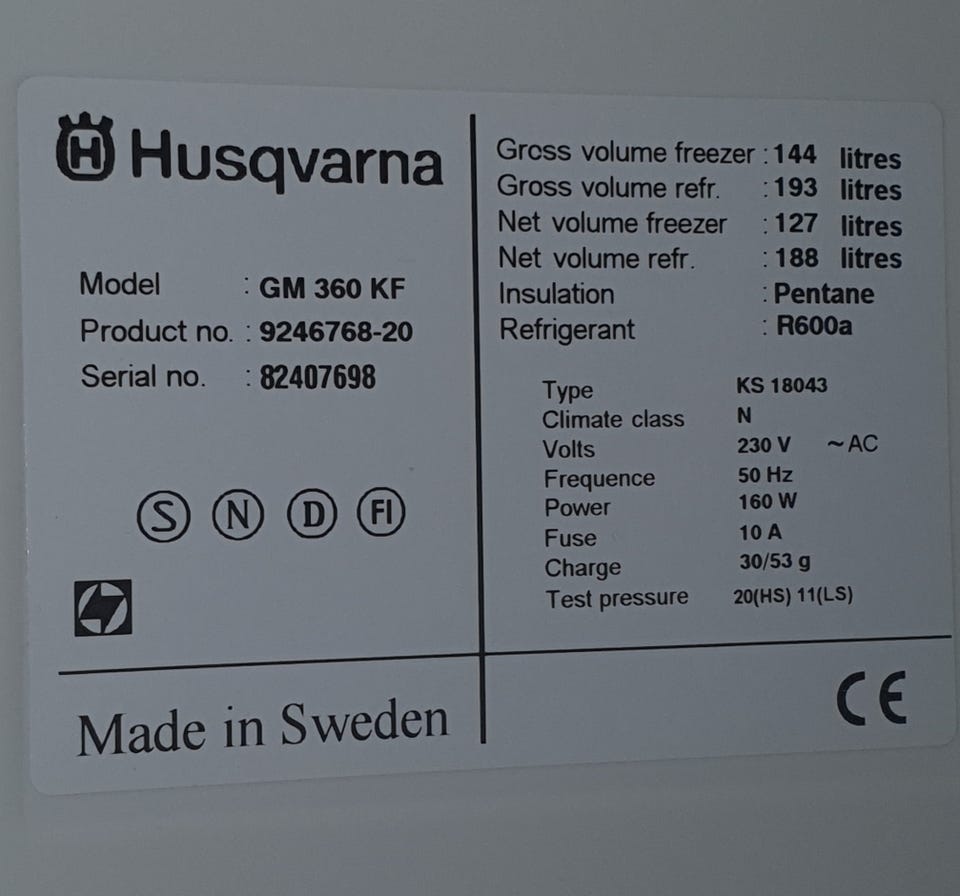 H Husqvarna
Model : GM 360 KF
Product no. : 9246768-20
Serial no. : 82407698
S N D FI
Made in Sweden
Gross volume freezer : 144 litres
Gross volume refr. : 193 litres
Net volume freezer : 127 litres
Net volume refr. : 188 litres
Insulation : Pentane
Refrigerant : R600a
Type KS 18043
Climate class N
Volts 230 V ~AC
Frequence 50 Hz
Power 160 W
Fuse 10 A
Charge 30/53 g
Test pressure 20(HS) 11(LS)
CE